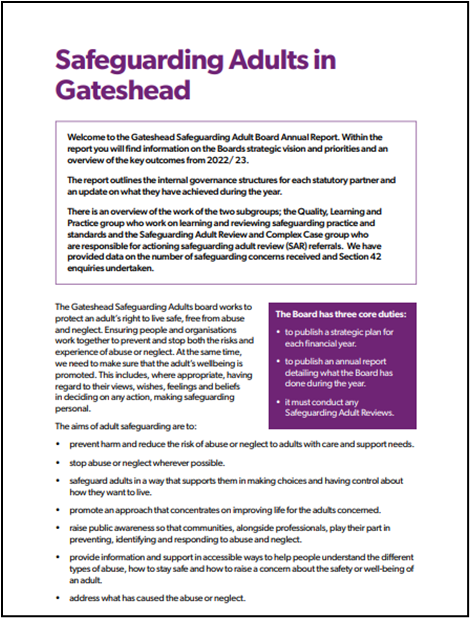 Safeguarding Adults in
Gateshead
Welcome to the Gateshead Safeguarding Adult Board Annual Report. Within the
report you will find information on the Boards strategic vision and priorities and an
overview of the key outcomes from 2022/ 23.
The report outlines the internal governance structures for each statutory partner and
an update on what they have achieved during the year.
There is an overview of the work of the two subgroups; the Quality, Learning and
Practice group who work on learning and reviewing safeguarding practice and
standards and the Safeguarding Adult Review and Complex Case group who
are responsible for actioning safeguarding adult review (SAR) referrals. We have
provided data on the number of safeguarding concerns received and Section 42
enquiries undertaken.
The Gateshead Safeguarding Adults board works to
protect an adult's right to live safe, free from abuse
and neglect. Ensuring people and organisations
work together to prevent and stop both the risks and
experience of abuse or neglect. At the same time,
we need to make sure that the adult's wellbeing is
promoted. This includes, where appropriate, having
regard to their views, wishes, feelings and beliefs
in deciding on any action, making safeguarding
personal.
The Board has three core duties:
• to publish a strategic plan for
each financial year.
• to publish an annual report
detailing what the Board has
done during the year.
• it must conduct any
Safeguarding Adult Reviews.
The aims of adult safeguarding are to:
• prevent harm and reduce the risk of abuse or neglect to adults with care and support needs.
• stop abuse or neglect wherever possible.
• safeguard adults in a way that supports them in making choices and having control about
how they want to live.
• promote an approach that concentrates on improving life for the adults concerned.
• raise public awareness so that communities, alongside professionals, play their part in
preventing, identifying and responding to abuse and neglect.
• provide information and support in accessible ways to help people understand the different
types of abuse, how to stay safe and how to raise a concern about the safety or well-being of
an adult.
• address what has caused the abuse or neglect.